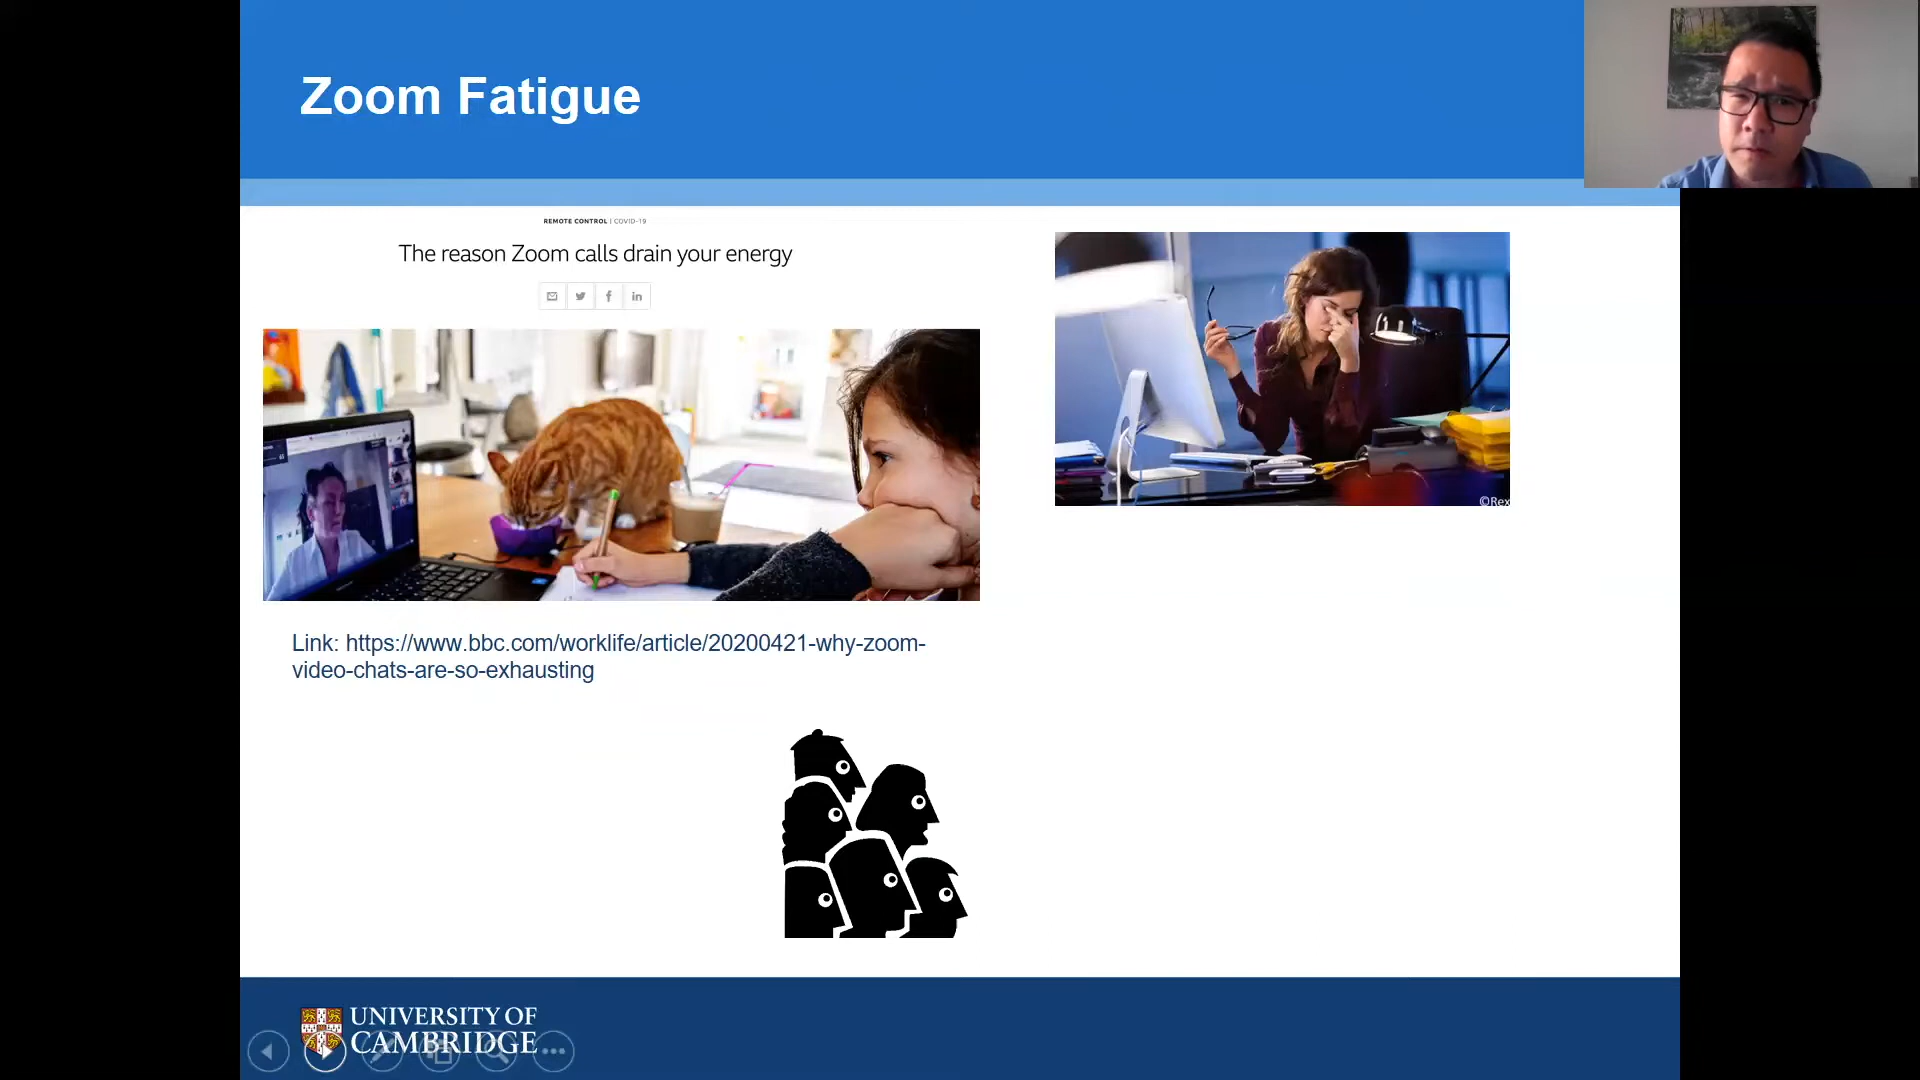 Zoom Fatigue
REMOTE CONTROL | COVID-19
The reason Zoom calls drain your energy
f
in
©Rex
Link: https://www.bbc.com/worklife/article/20200421-why-zoom-
video-chats-are-so-exhausting
UNIVERSITY OF
CAMBRIDGE